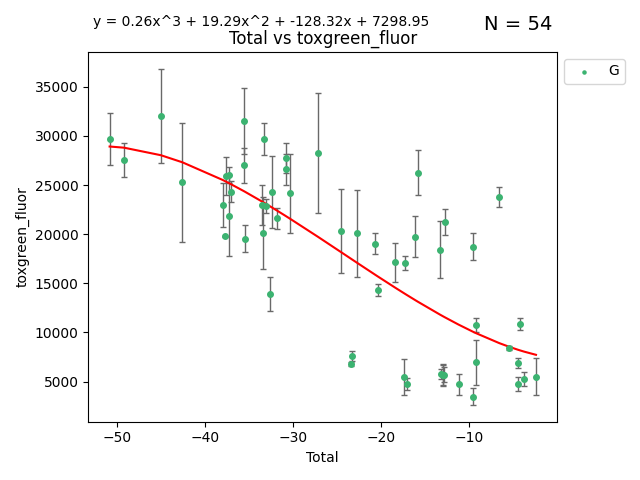 y = 0.26x^3 + 19.29x^2 + -128.32x + 7298.95
N = 54
Total vs toxgreen_fluor
G
35000
30000
25000
20000
15000
10000
5000
toxgreen_fluor
−50
−40
−30
−20
−10
Total